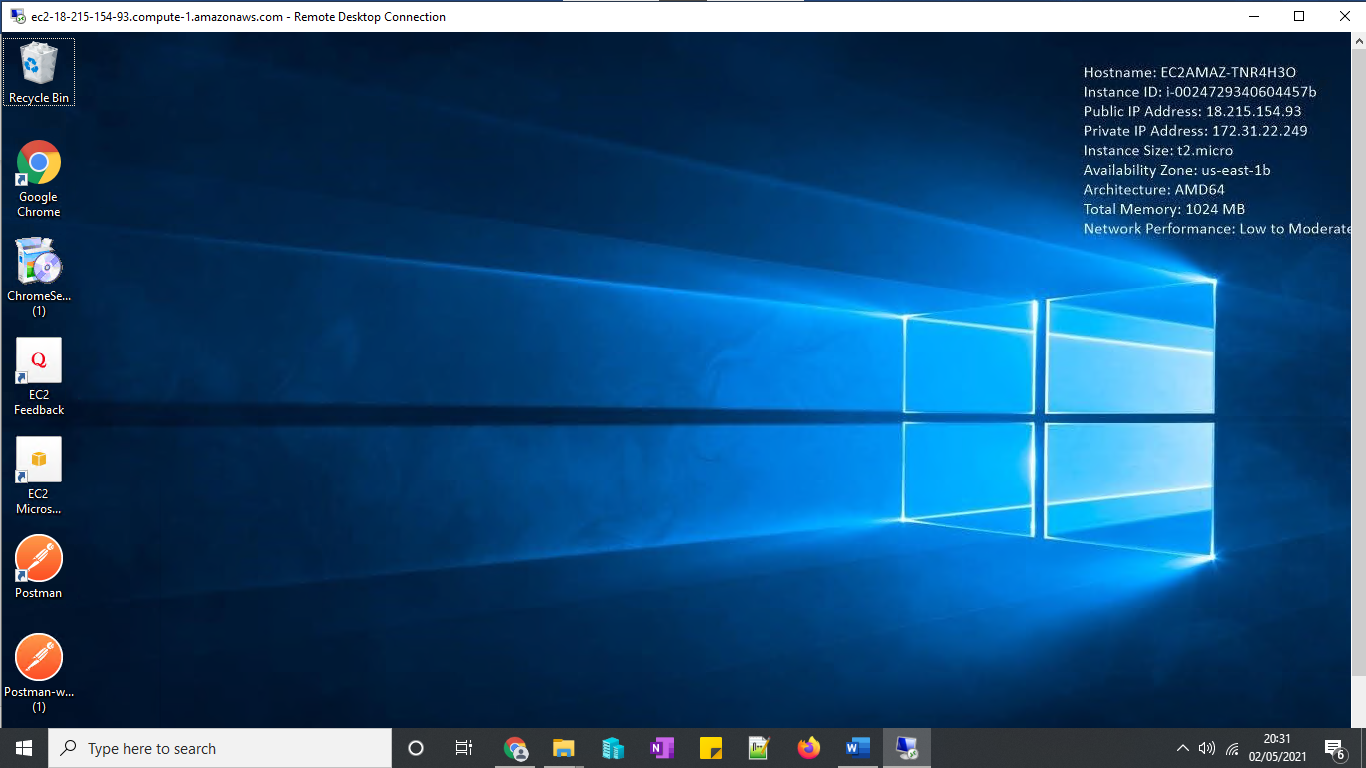 ec2-18-215-154-93.compute-1.amazonaws.com - Remote Desktop Connection
Recycle Bin
Google
Chrome
ChromeSe...
(1)
Q
EC2
Feedback
EC2
Micros...
Postman
Postman-w...
(1)
Hostname: EC2AMAZ-TNR4H3O
Instance ID: i-0024729340604457b
Public IP Address: 18.215.154.93
Private IP Address: 172.31.22.249
Instance Size: t2.micro
Availability Zone: us-east-1b
Architecture: AMD64
Total Memory: 1024 MB
Network Performance: Low to Moderate
Type here to search
N
W
20:31
02/05/2021
6